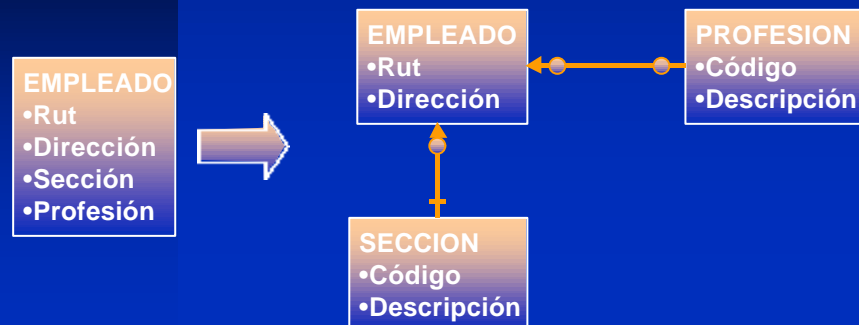 EMPLEADO
•Rut
•Dirección
•Sección
•Profesión
EMPLEADO
•Rut
•Dirección
PROFESION
•Código
•Descripción
SECCION
•Código
•Descripción